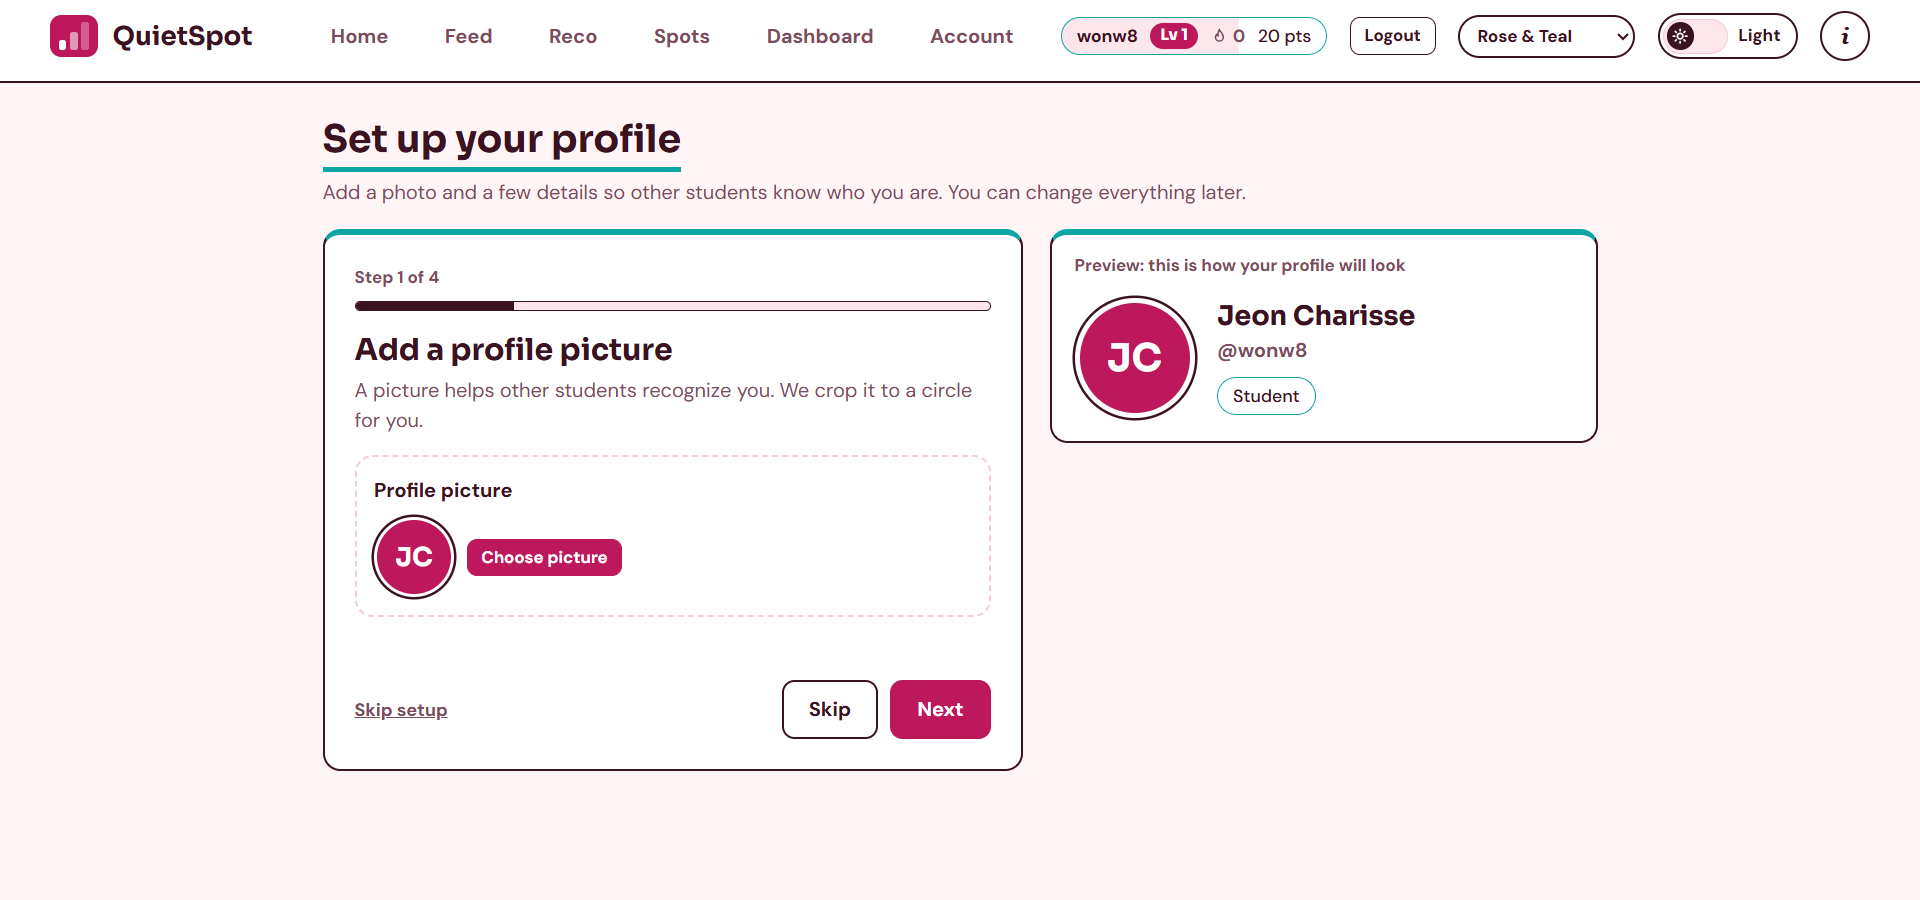 QuietSpot
Home
Feed
Reco
Spots
Dashboard
Account
wonw8 Lv 1 0 20 pts
Logout
Rose & Teal
Light
i
Set up your profile
Add a photo and a few details so other students know who you are. You can change everything later.
Step 1 of 4
Add a profile picture
A picture helps other students recognize you. We crop it to a circle
for you.
Profile picture
JC
Choose picture
Skip setup
Skip
Next
Preview: this is how your profile will look
JC
Jeon Charisse
@wonw8
Student